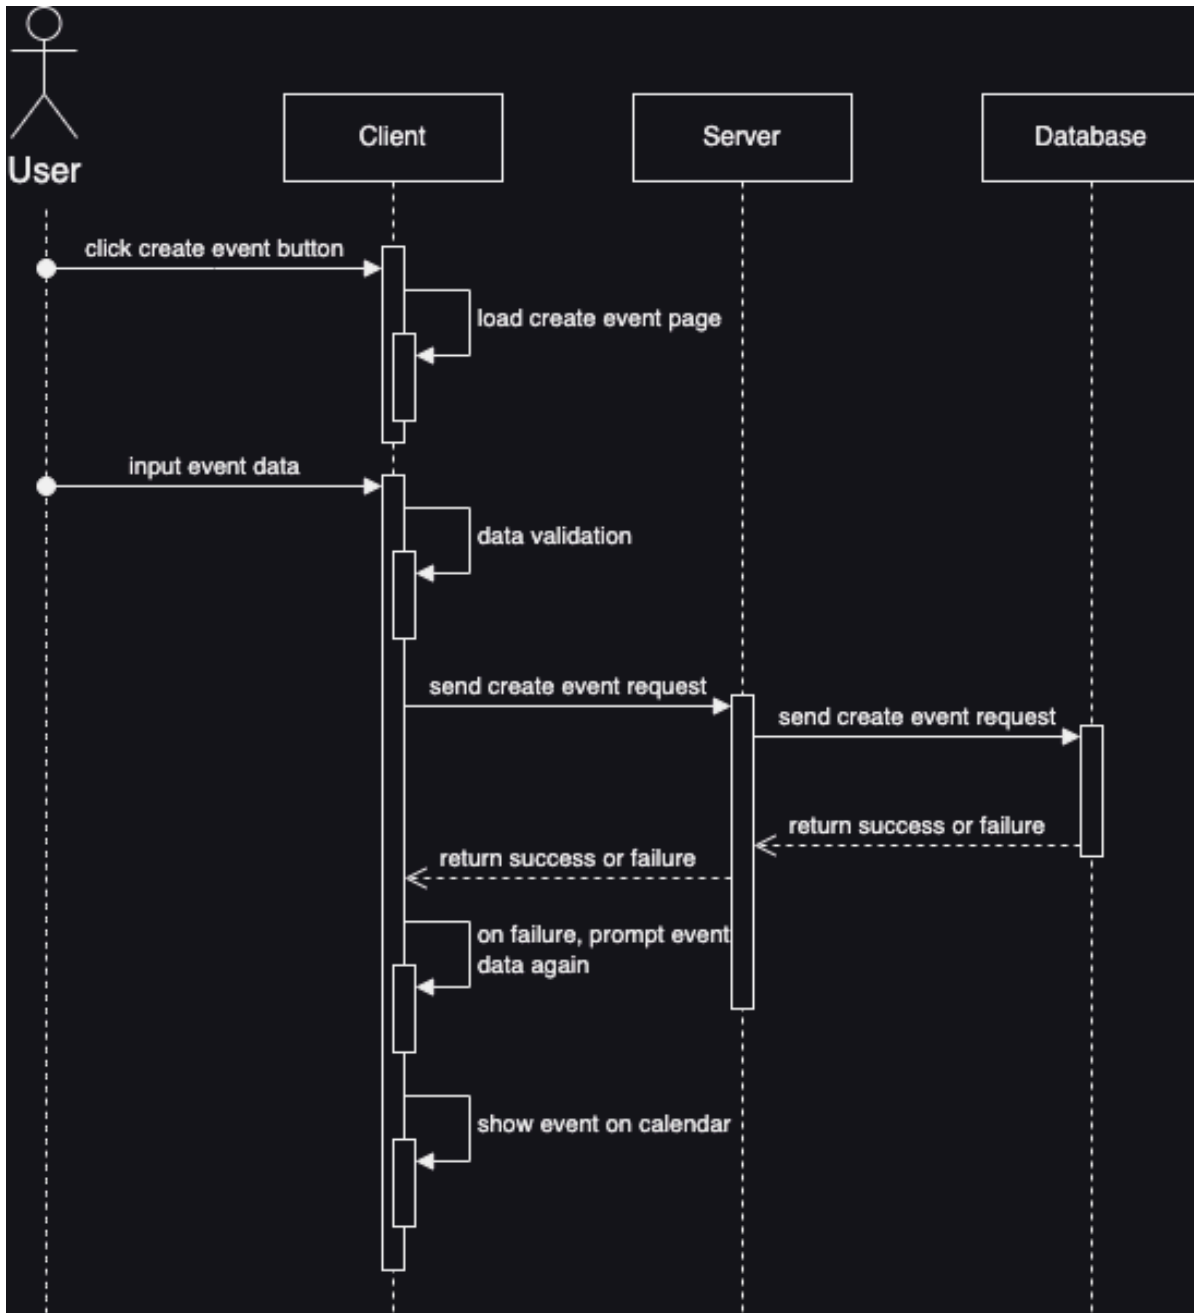 Client
Server
Database
User
click create event button
load create event page
input event data
data validation
send create event request
send create event request
return success or failure
return success or failure
on failure, prompt event
data again
show event on calendar